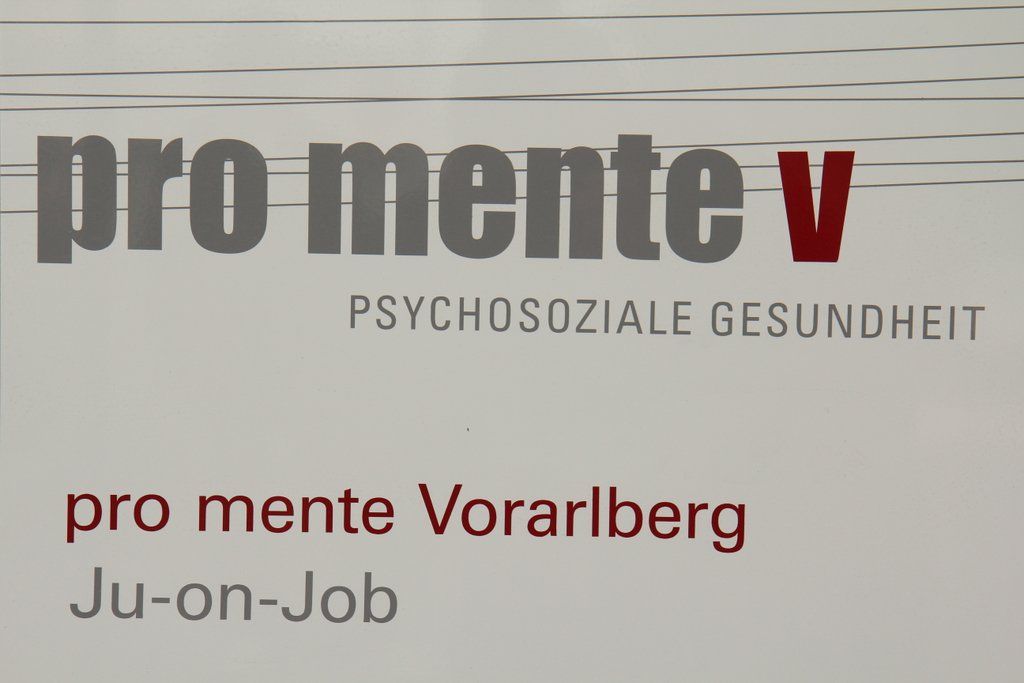 pro mente v
PSYCHOSOZIALE GESUNDHEIT
pro mente Vorarlberg
Ju-on-Job